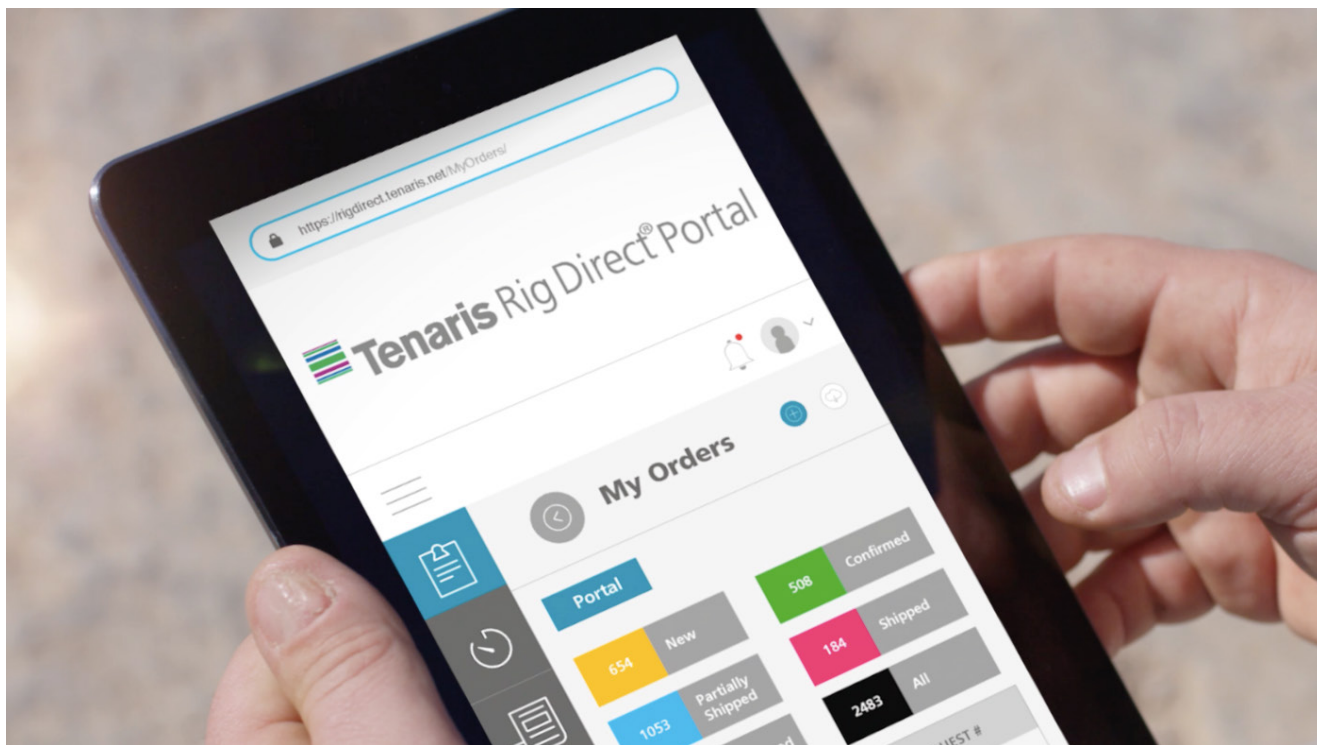 https://rigdirect.tenaris.net/MyOrders/
Tenaris Rig Direct® Portal
My Orders
Portal
654 New
508 Confirmed
1053 Partially Shipped
184 Shipped
2483 All